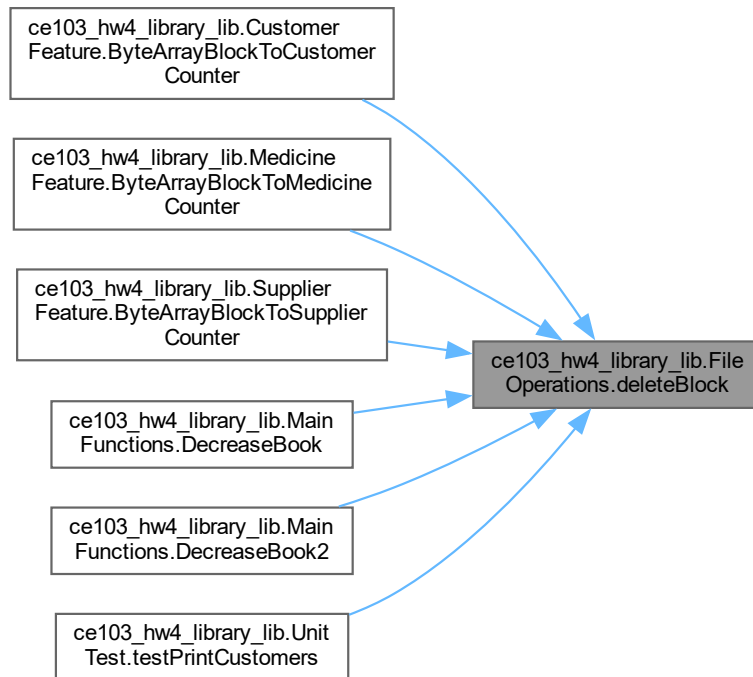 ce103_hw4_library_lib.Customer
Feature.ByteArrayBlockToCustomer
Counter
ce103_hw4_library_lib.Medicine
Feature.ByteArrayBlockToMedicine
Counter
ce103_hw4_library_lib.Supplier
Feature.ByteArrayBlockToSupplier
Counter
ce103_hw4_library_lib.File
Operations.deleteBlock
ce103_hw4_library_lib.Main
Functions.DecreaseBook
ce103_hw4_library_lib.Main
Functions.DecreaseBook2
ce103_hw4_library_lib.Unit
Test.testPrintCustomers